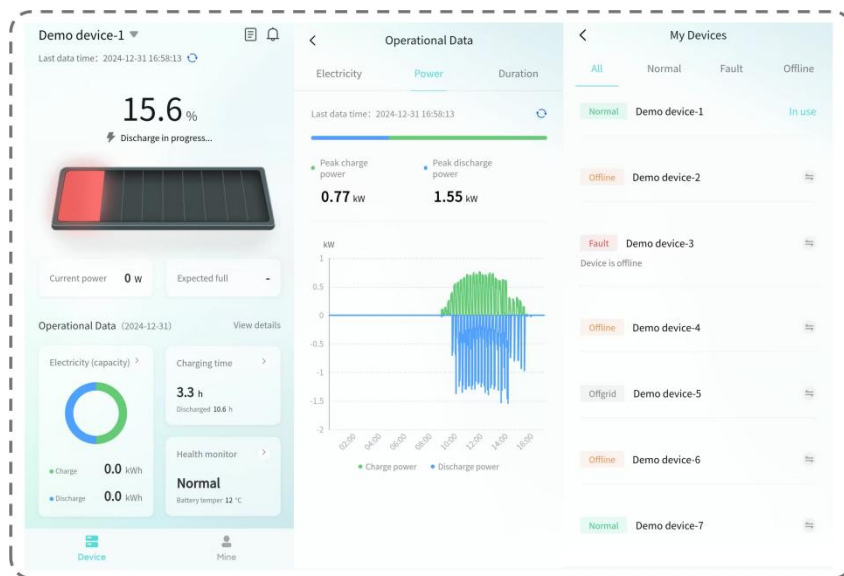 Demo device-1
Last data time: 2024-12-31 16:58:13
15.6 %
Discharge in progress...
Current power 0 W
Expected full -
Operational Data (2024-12-31) View details
Electricity (capacity) >
Charge 0.0 kWh
Discharge 0.0 kWh
Charging time >
3.3 h
Discharged 10.6 h
Health monitor >
Normal
Battery temper 12 °C
Device
Mine
< Operational Data
Electricity Power Duration
Last data time: 2024-12-31 16:58:13
Peak charge power
0.77 kW
Peak discharge power
1.55 kW
kW
1
0.5
0
-0.5
-1
-1.5
-2
02:00 04:00 06:00 08:00 10:00 12:00 14:00 16:00
Charge power Discharge power
< My Devices
All Normal Fault Offline
Normal Demo device-1 In use
Offline Demo device-2
Fault Demo device-3
Device is offline
Offline Demo device-4
Offgrid Demo device-5
Offline Demo device-6
Normal Demo device-7